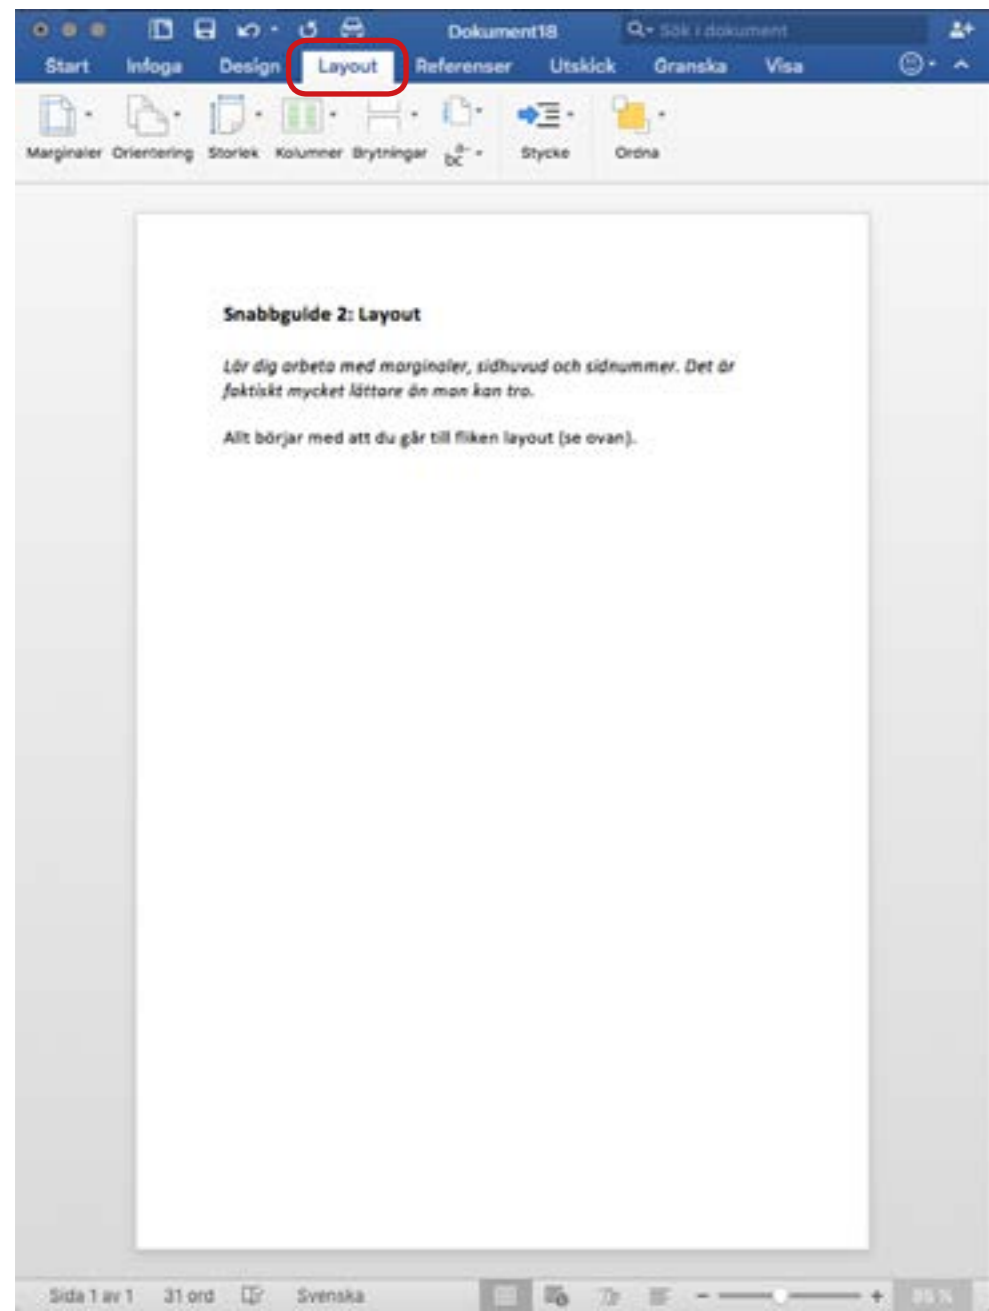 Dokument18
Sök i dokument
Start Infoga Design Layout Referenser Utskick Granska Visa
Marginaler Orientering Storlek Kolumner Brytningar Stycke Ordna
Snabbguide 2: Layout
Lär dig arbeta med marginaler, sidhuvud och sidnummer. Det är
faktiskt mycket lättare än man kan tro.
Allt börjar med att du går till fliken layout (se ovan).
Sida 1 av 1 31 ord Svenska